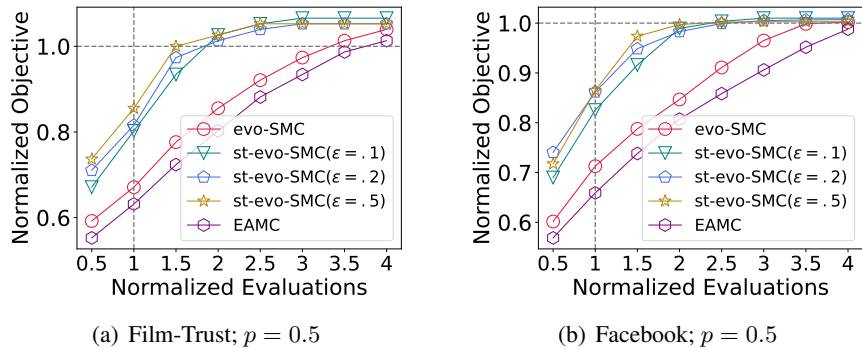 Normalized Objective
1.0
0.8
0.6
evo-SMC
st-evo-SMC(ε = .1)
st-evo-SMC(ε = .2)
st-evo-SMC(ε = .5)
EAMC
0.5 1 1.5 2 2.5 3 3.5 4
Normalized Evaluations
(a) Film-Trust; p = 0.5
Normalized Objective
1.0
0.9
0.8
0.7
0.6
evo-SMC
st-evo-SMC(ε = .1)
st-evo-SMC(ε = .2)
st-evo-SMC(ε = .5)
EAMC
0.5 1 1.5 2 2.5 3 3.5 4
Normalized Evaluations
(b) Facebook; p = 0.5